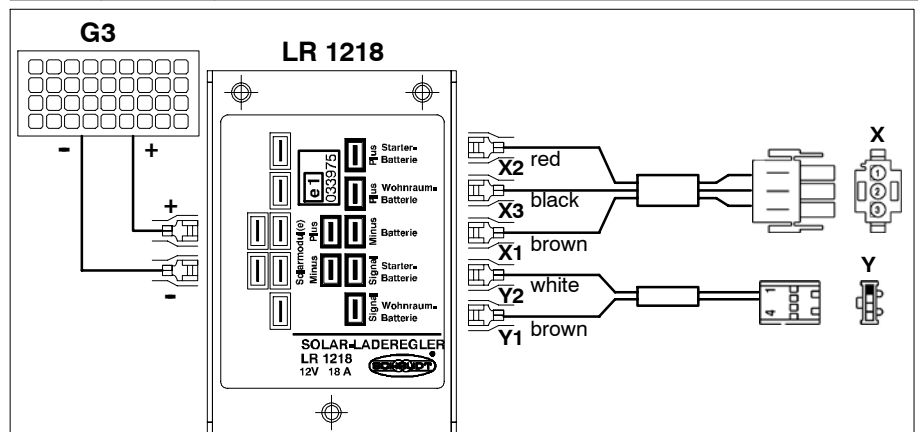 G3
LR 1218
-
+
+
-
e1
033975
Plus
Starter-
Batterie
Plus
Wohnraum-
Batterie
Solarmodul(e)
Plus
Minus
Minus
Batterie
Signal
Starter-
Batterie
Signal
Wohnraum-
Batterie
SOLAR-LADEREGLER
LR 1218
12V 18 A
SCHAUDT
X2 red
X3 black
X1 brown
Y2 white
Y1 brown
X
1
2
3
1
4
Y